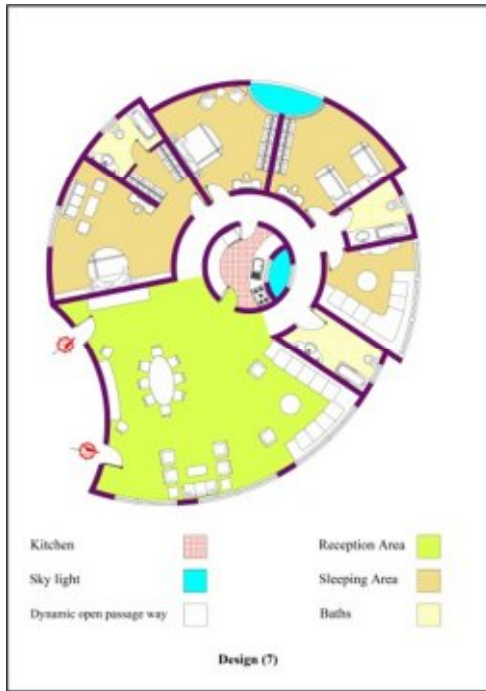 Kitchen
Reception Area
Sky light
Sleeping Area
Dynamic open passage way
Baths
Design (7)